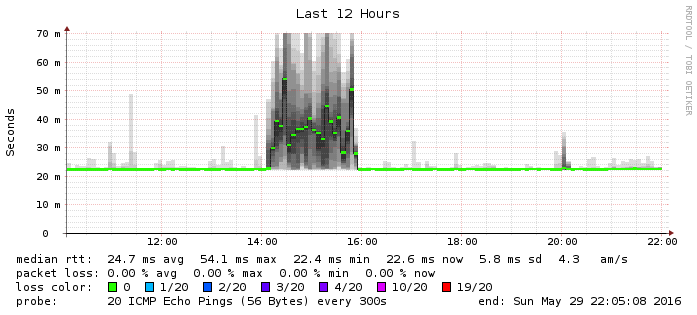 Last 12 Hours
RRDTOOL / TOBI OETIKER
Seconds
70 m
60 m
50 m
40 m
30 m
20 m
10 m
0
12:00 14:00 16:00 18:00 20:00 22:00
median rtt: 24.7 ms avg 54.1 ms max 22.4 ms min 22.6 ms now 5.8 ms sd 4.3 am/s
packet loss: 0.00 % avg 0.00 % max 0.00 % min 0.00 % now
loss color: 0 1/20 2/20 3/20 4/20 10/20 19/20
probe: 20 ICMP Echo Pings (56 Bytes) every 300s end: Sun May 29 22:05:08 2016